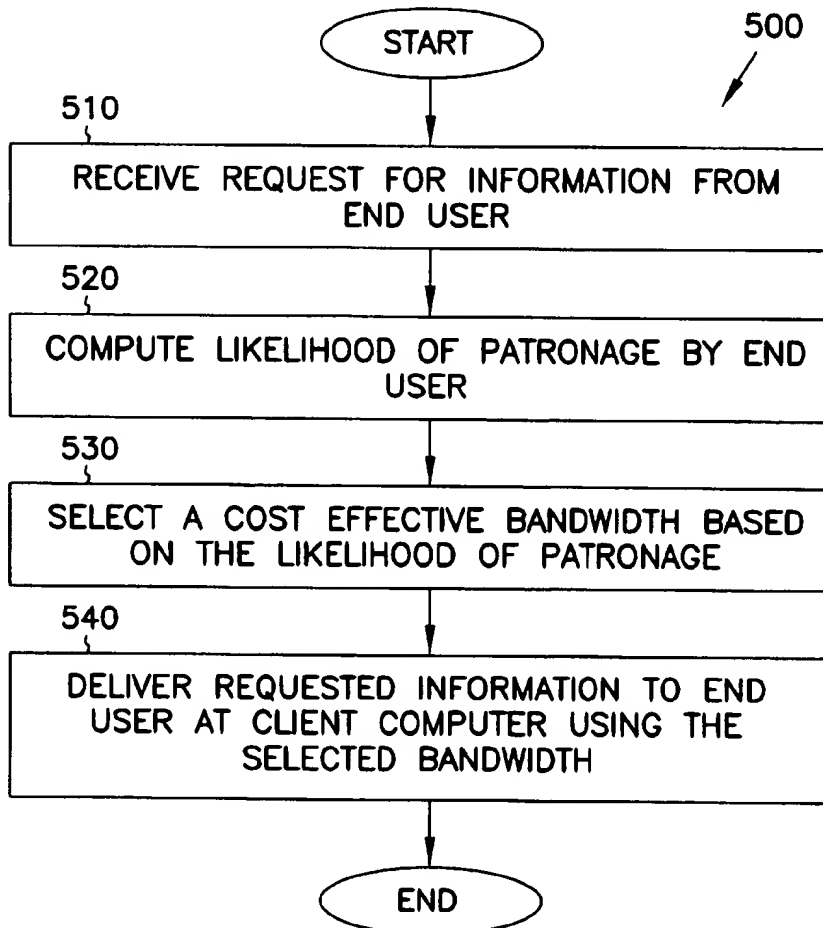 START
500
510
RECEIVE REQUEST FOR INFORMATION FROM
END USER
520
COMPUTE LIKELIHOOD OF PATRONAGE BY END
USER
530
SELECT A COST EFFECTIVE BANDWIDTH BASED
ON THE LIKELIHOOD OF PATRONAGE
540
DELIVER REQUESTED INFORMATION TO END
USER AT CLIENT COMPUTER USING THE
SELECTED BANDWIDTH
END